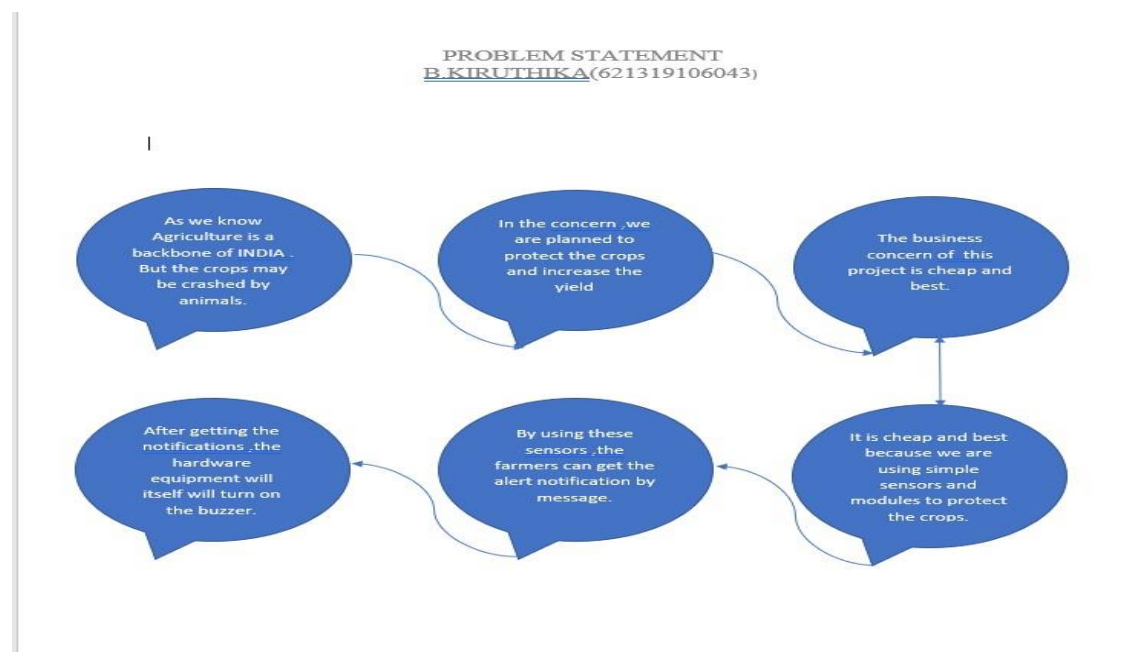 PROBLEM STATEMENT
B.KIRUTHIKA(621319106043)
As we know
Agriculture is a
backbone of INDIA .
But the crops may
be crashed by
animals.
In the concern ,we
are planned to
protect the crops
and increase the
yield
The business
concern of this
project is cheap and
best.
It is cheap and best
because we are
using simple
sensors and
modules to protect
the crops.
By using these
sensors ,the
farmers can get the
alert notification by
message.
After getting the
notifications ,the
hardware
equipment will
itself will turn on
the buzzer.